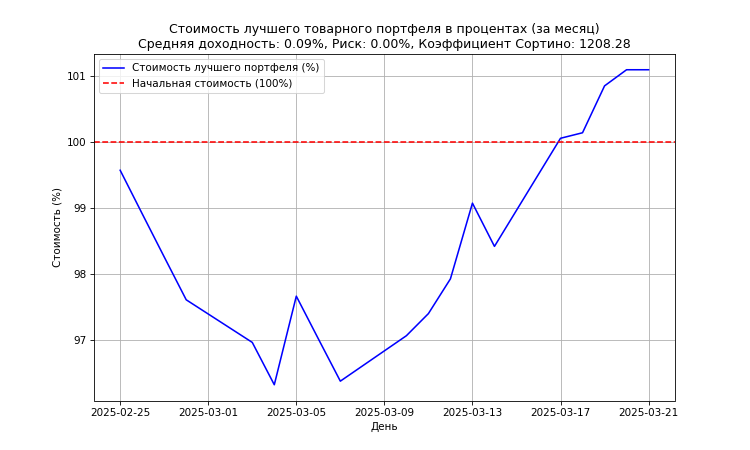 Стоимость лучшего товарного портфеля в процентах (за месяц)
Средняя доходность: 0.09%, Риск: 0.00%, Коэффициент Сортино: 1208.28
Стоимость лучшего портфеля (%)
Начальная стоимость (100%)
Стоимость (%)
101
100
99
98
97
2025-02-25
2025-03-01
2025-03-05
2025-03-09
2025-03-13
2025-03-17
2025-03-21
День